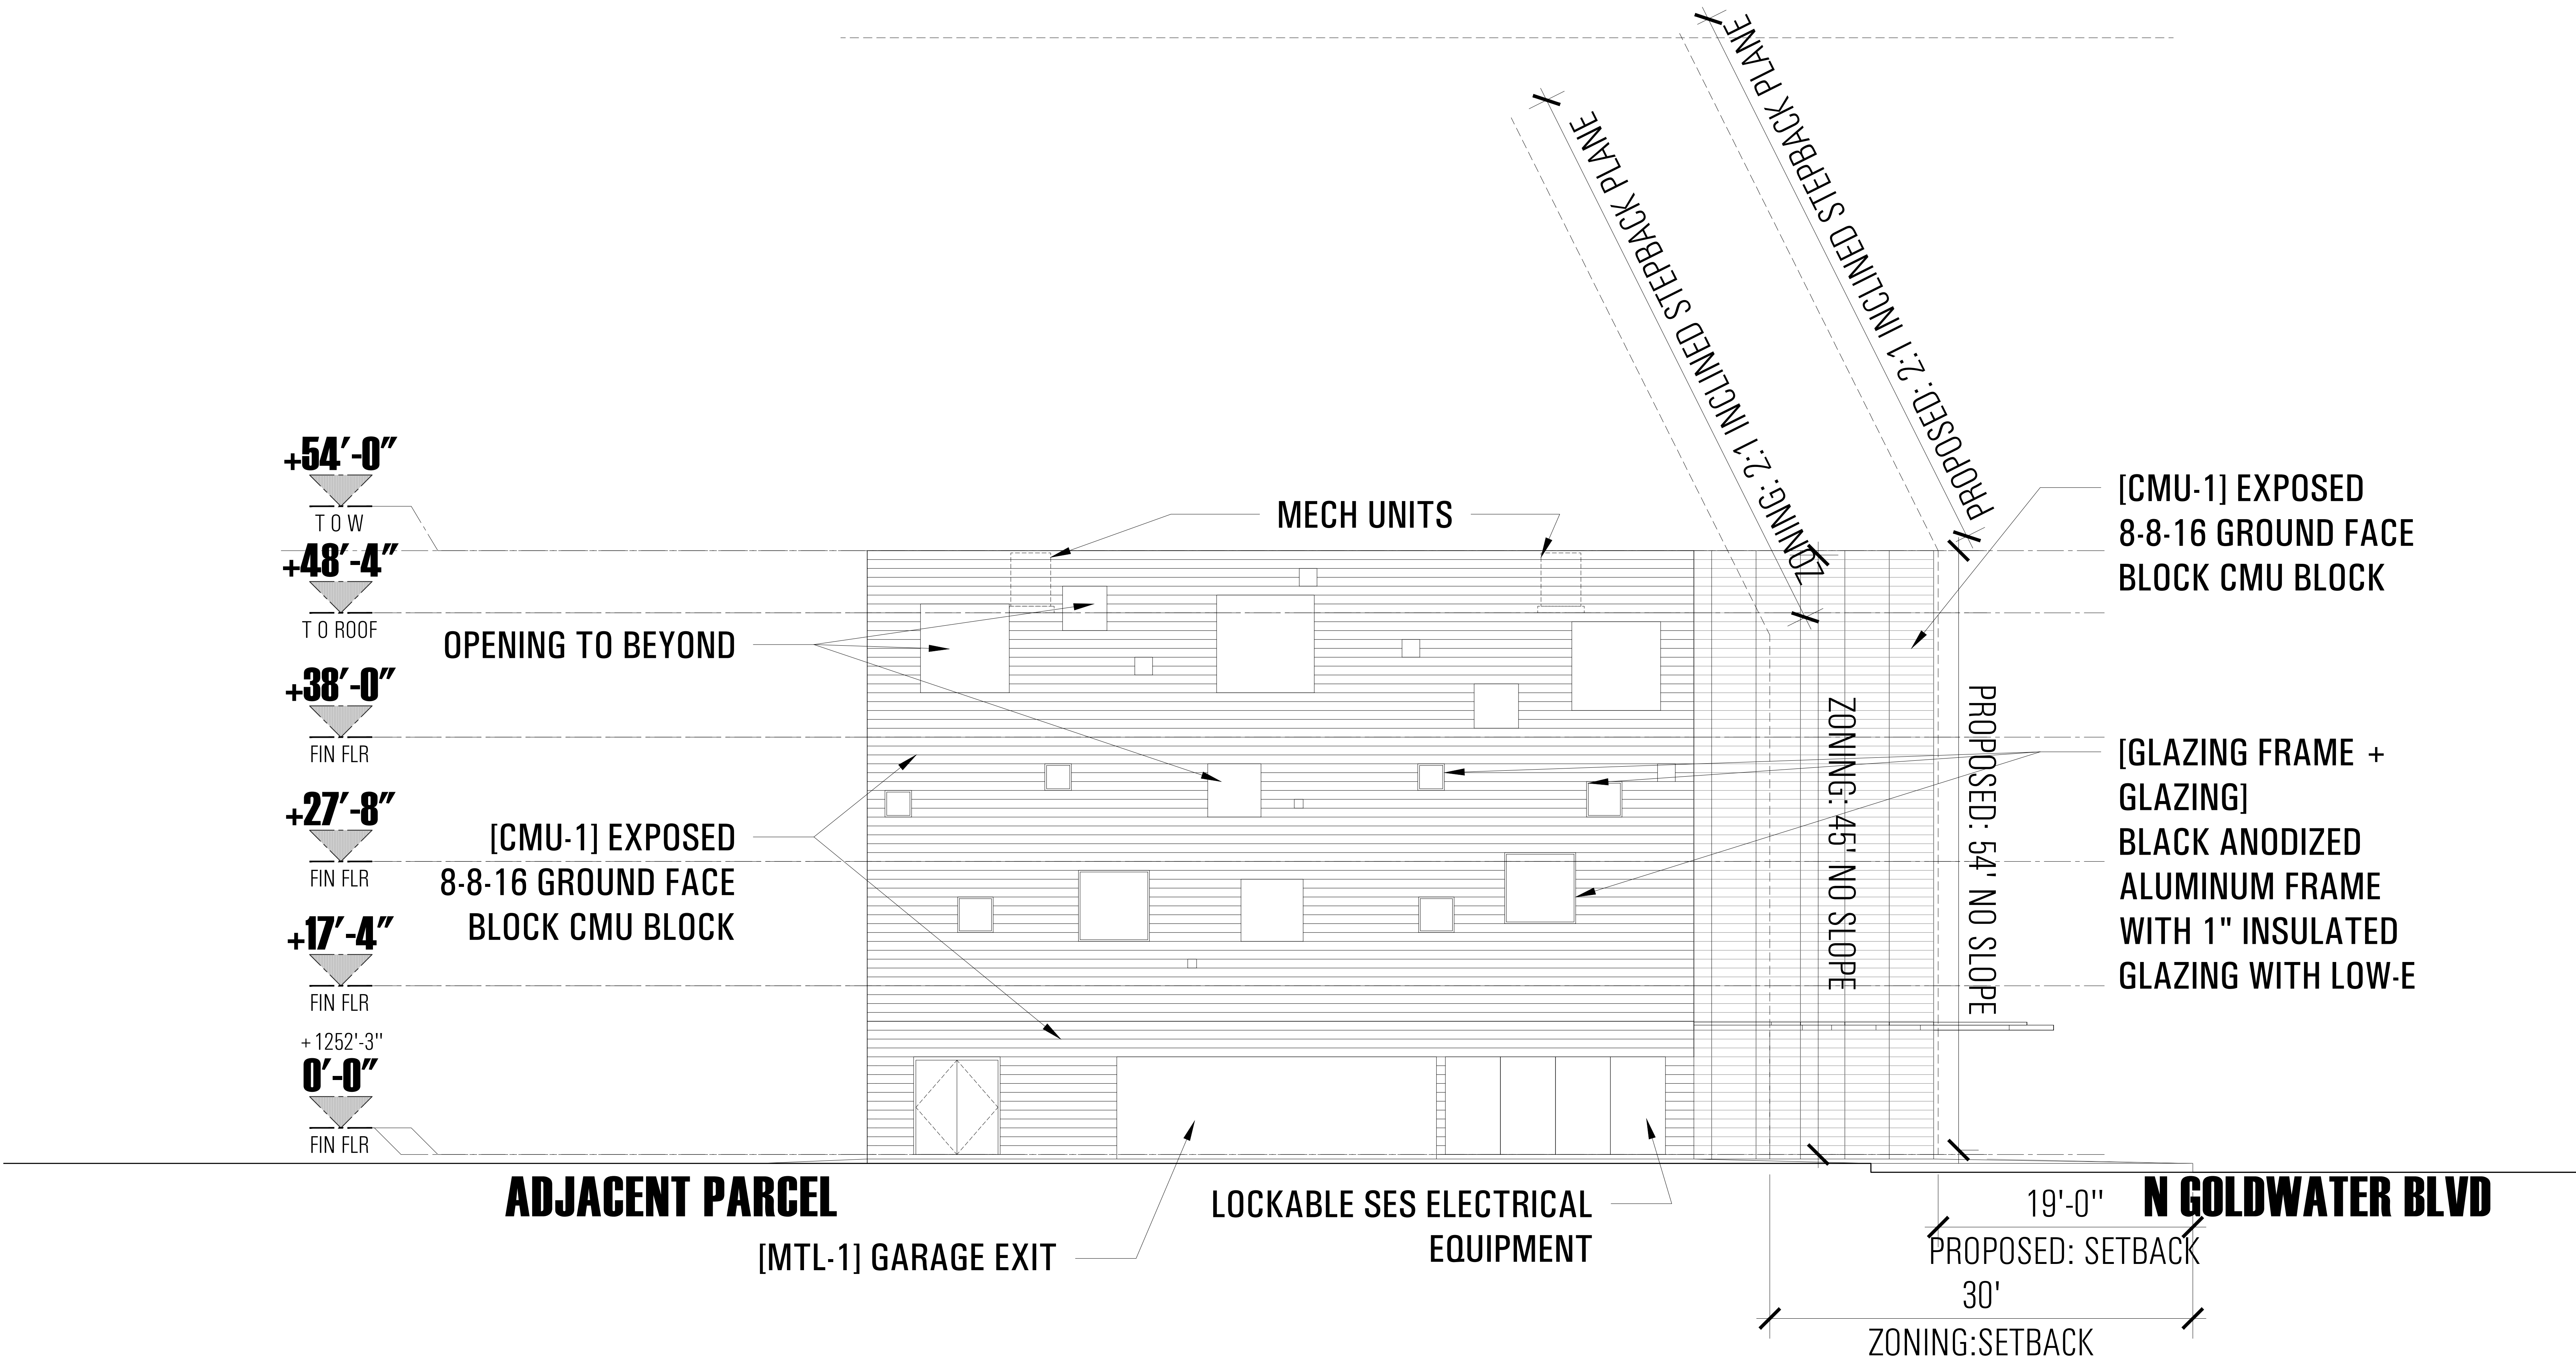 PROPOSED: 2:1 INCLINED STEPBACK PLANE
ZONING: 2:1 INCLINED STEPBACK PLANE
+54'-0"
T O W
+48'-4"
T O ROOF
+38'-0"
FIN FLR
+27'-8"
FIN FLR
+17'-4"
FIN FLR
+1252'-3"
0'-0"
FIN FLR
MECH UNITS
OPENING TO BEYOND
[CMU-1] EXPOSED
8-8-16 GROUND FACE
BLOCK CMU BLOCK
[CMU-1] EXPOSED
8-8-16 GROUND FACE
BLOCK CMU BLOCK
ZONING: 45' NO SLOPE
PROPOSED: 54' NO SLOPE
[GLAZING FRAME +
GLAZING]
BLACK ANODIZED
ALUMINUM FRAME
WITH 1" INSULATED
GLAZING WITH LOW-E
ADJACENT PARCEL
[MTL-1] GARAGE EXIT
LOCKABLE SES ELECTRICAL
EQUIPMENT
19'-0"
N GOLDWATER BLVD
PROPOSED: SETBACK
30'
ZONING:SETBACK